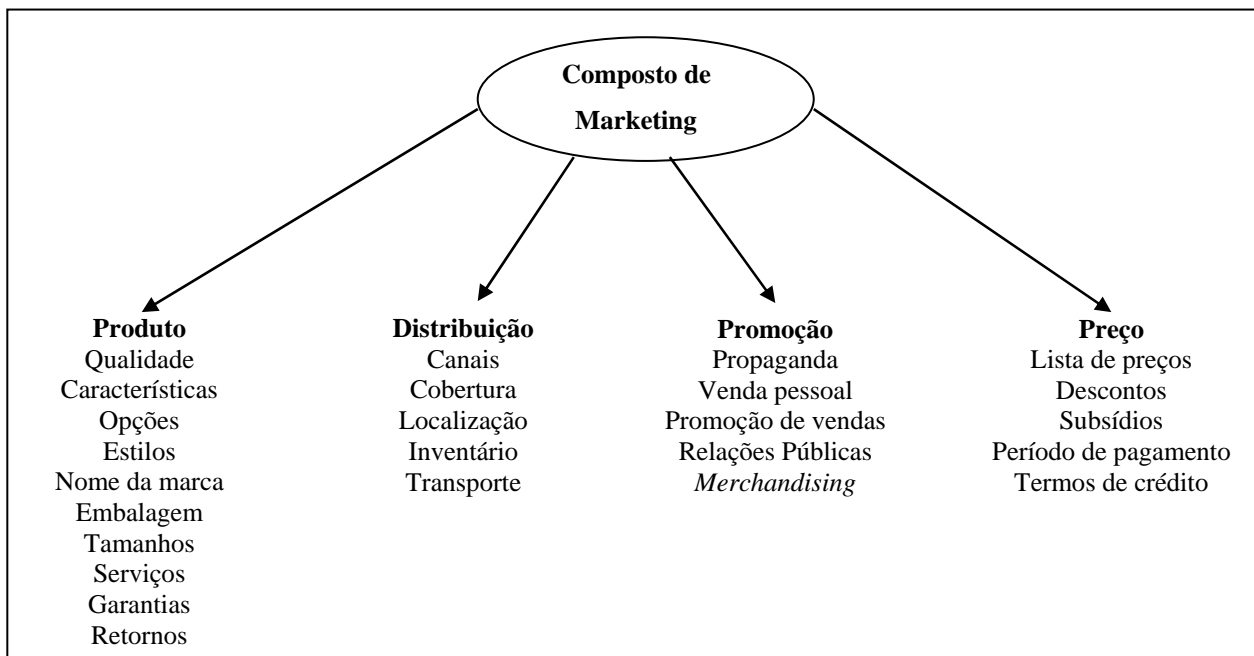 Composto de
Marketing
Produto
Qualidade
Características
Opções
Estilos
Nome da marca
Embalagem
Tamanhos
Serviços
Garantias
Retornos
Distribuição
Canais
Cobertura
Localização
Inventário
Transporte
Promoção
Propaganda
Venda pessoal
Promoção de vendas
Relações Públicas
Merchandising
Preço
Lista de preços
Descontos
Subsídios
Período de pagamento
Termos de crédito